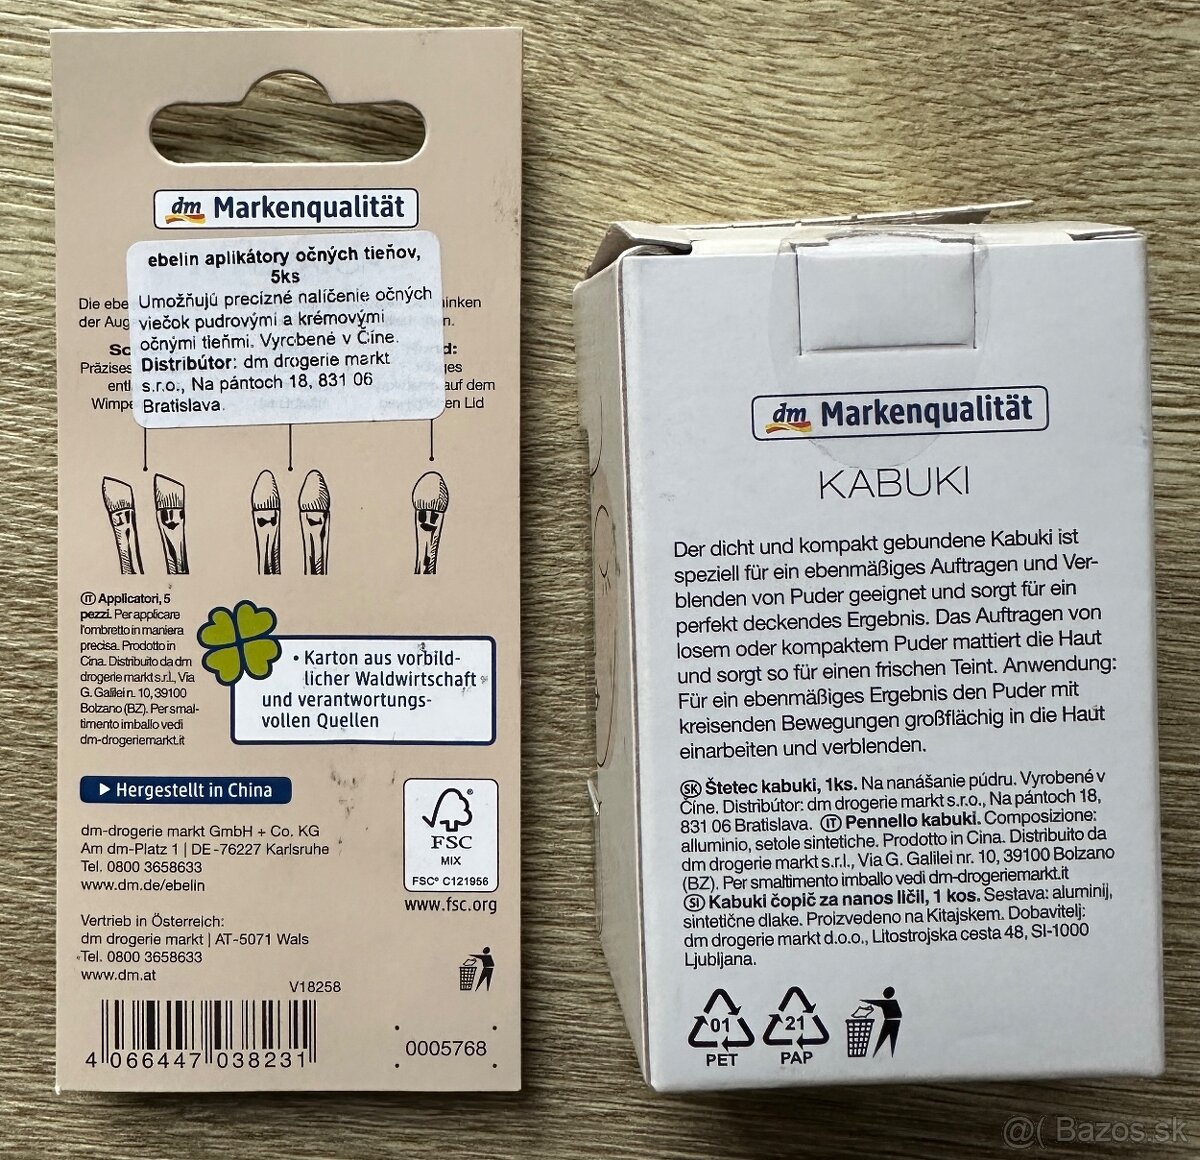 dm Markenqualität
ebelin aplikátory očných tieňov,
5ks
Umožňujú precízné nalíčenie očných
viečok pudrovými a krémovými
očnými tieňmi. Vyrobené v Číne.
Distribútor: dm drogerie markt
s.r.o., Na pántoch 18, 831 06
Bratislava.
Die ebe
der Aug
Präzises
Wimpe
auf dem
en Lid
IT Applicatori, 5
pezzi. Per applicare
l'ombretto in maniera
precisa. Prodotto in
Cina. Distribuito da dm
drogerie markt s.r.l., Via
G. Galilei n. 10, 39100
Bolzano (BZ). Per smal-
timento imballo vedi
dm-drogeriemarkt.it
• Karton aus vorbild-
licher Waldwirtschaft
und verantwortungs-
vollen Quellen
Hergestellt in China
dm-drogerie markt GmbH + Co. KG
Am dm-Platz 1 | DE-76227 Karlsruhe
Tel. 0800 3658633
www.dm.de/ebelin
FSC
MIX
FSC® C121956
www.fsc.org
Vertrieb in Österreich:
dm drogerie markt | AT-5071 Wals
Tel. 0800 3658633
www.dm.at
V18258
4 066447 038231
0005768
dm Markenqualität
KABUKI
Der dicht und kompakt gebundene Kabuki ist
speziell für ein ebenmäßiges Auftragen und Ver-
blenden von Puder geeignet und sorgt für ein
perfekt deckendes Ergebnis. Das Auftragen von
losem oder kompaktem Puder mattiert die Haut
und sorgt so für einen frischen Teint. Anwendung:
Für ein ebenmäßiges Ergebnis den Puder mit
kreisenden Bewegungen großflächig in die Haut
einarbeiten und verblenden.
SK Štetec kabuki, 1ks. Na nanášanie púdru. Vyrobené v
Číne. Distribútor: dm drogerie markt s.r.o., Na pántoch 18,
831 06 Bratislava. IT Pennello kabuki. Composizione:
alluminio, setole sintetiche. Prodotto in Cina. Distribuito da
dm drogerie markt s.r.l., Via G. Galilei nr. 10, 39100 Bolzano
(BZ). Per smaltimento imballo vedi dm-drogeriemarkt.it
SI Kabuki čopič za nanos ličil, 1 kos. Sestava: aluminij,
sintetične dlake. Proizvedeno na Kitajskem. Dobavitelj:
dm drogerie markt d.o.o., Litostrojska cesta 48, SI-1000
Ljubljana.
01
PET
21
PAP
@( Bazos.sk